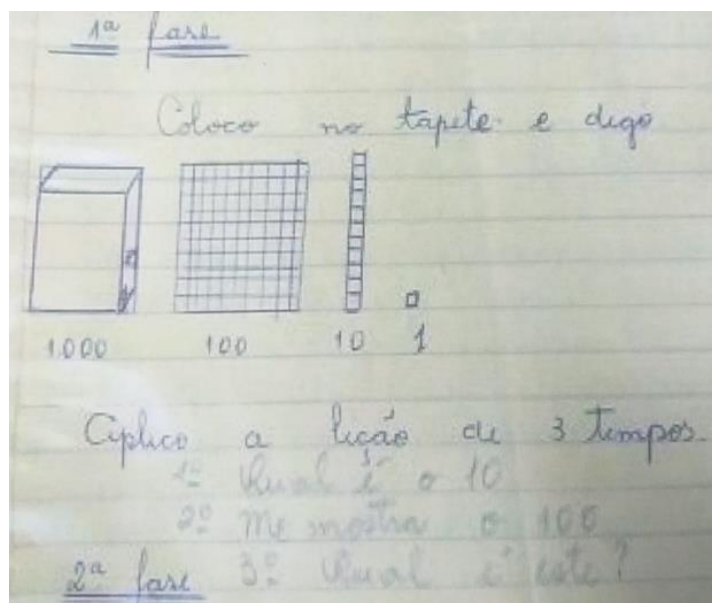 1ª fase
Coloco no tapete e digo
1.000 100 10 1
Aplico a lição de 3 tempos.
1º Qual é o 10
2º Me mostra o 100
3º Qual é este?
2ª fase